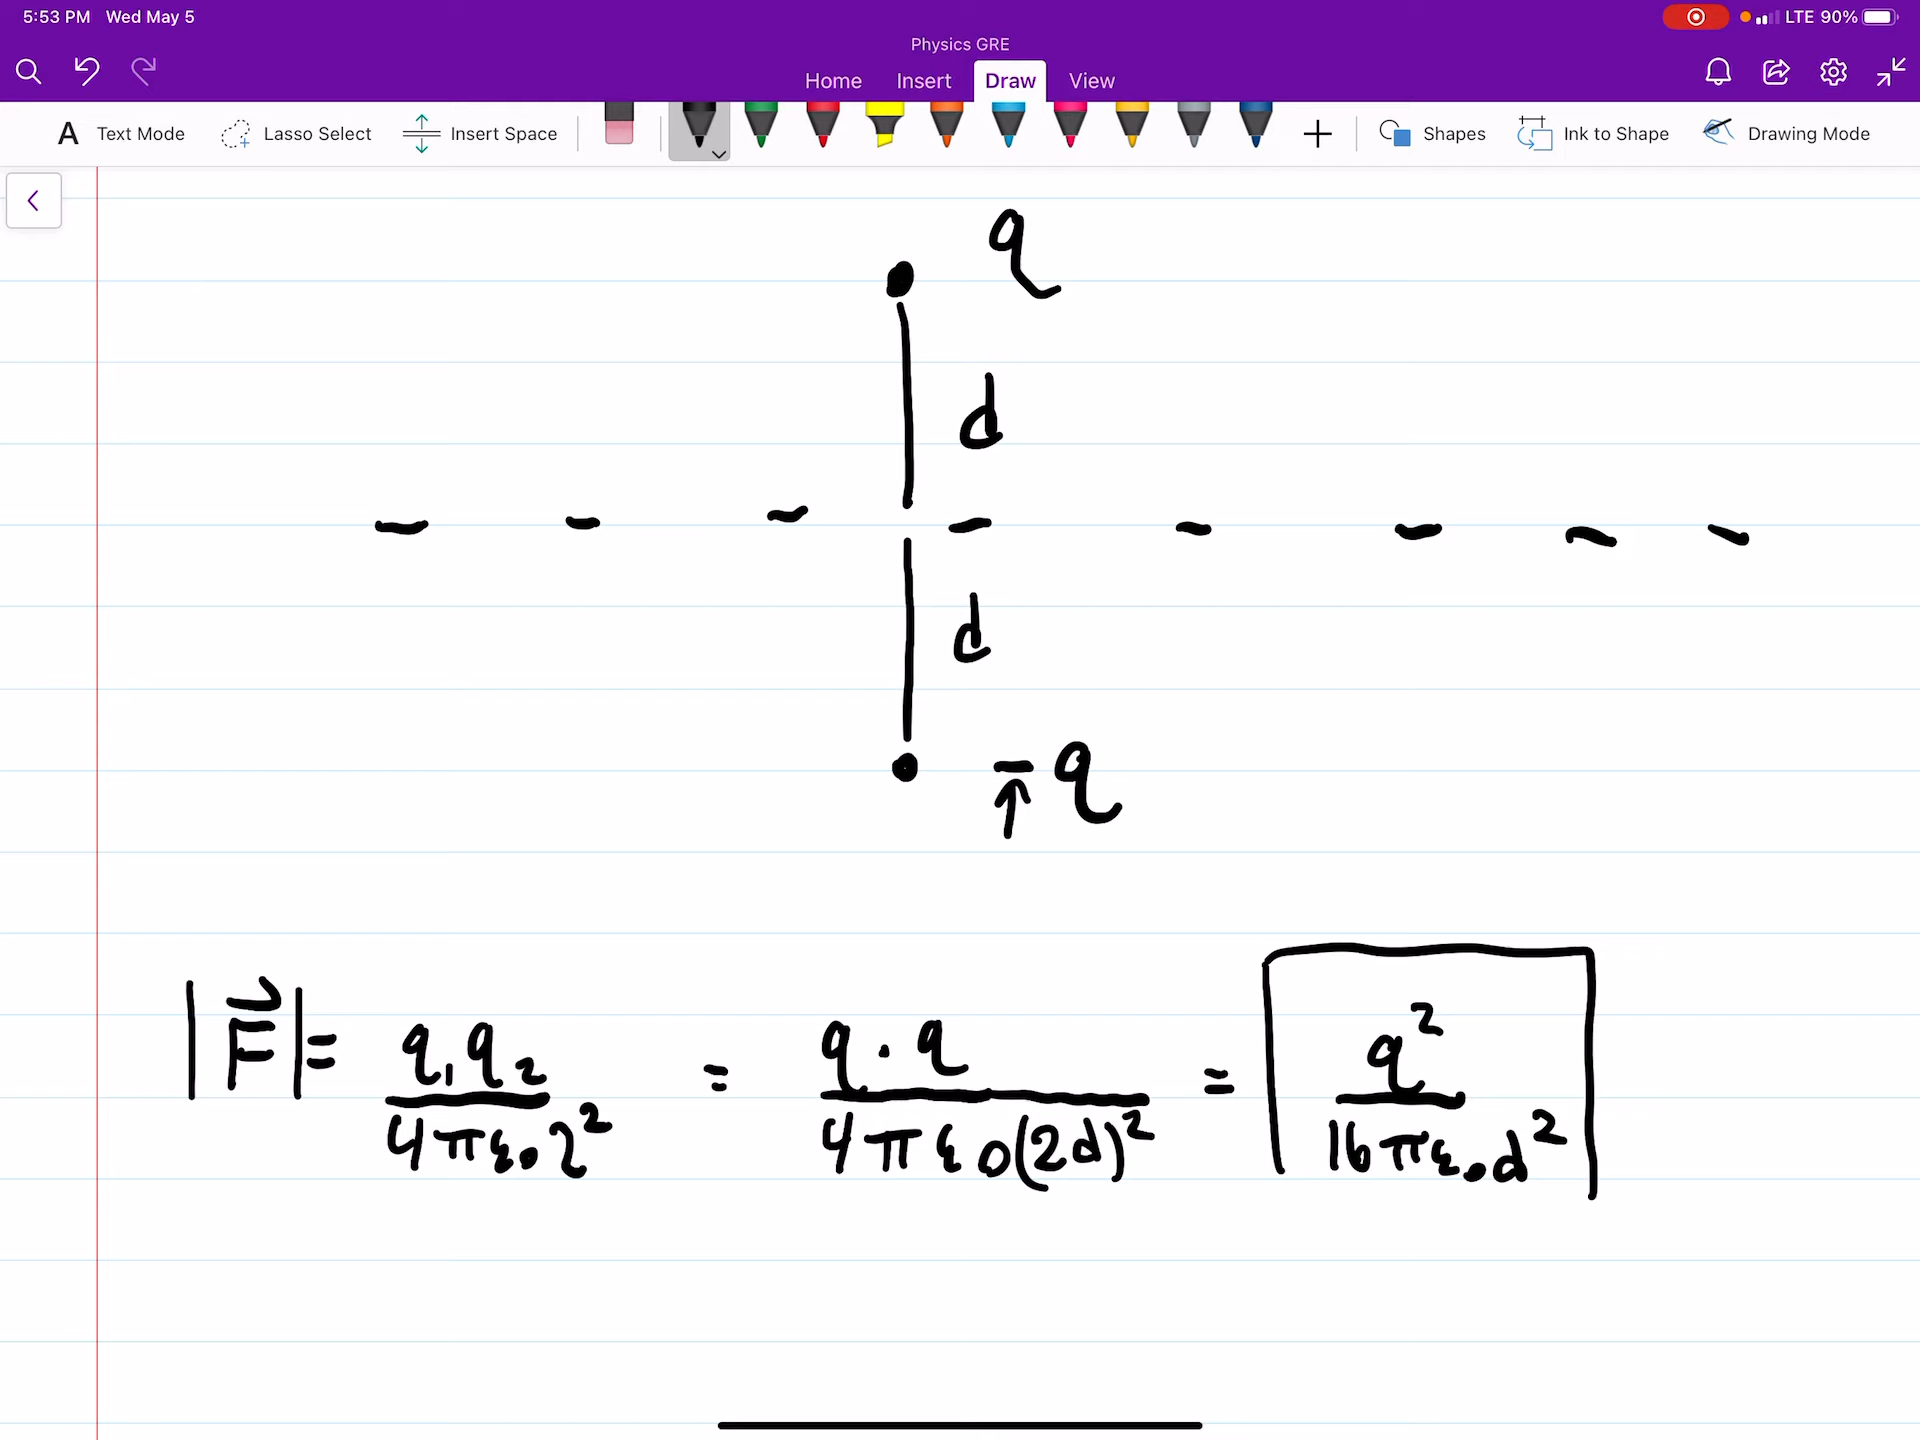 5:53 PM Wed May 5
LTE 90%
Physics GRE
Home Insert Draw View
A Text Mode Lasso Select Insert Space Shapes Ink to Shape Drawing Mode
q
d
d
- q
|F⃗| = q₁q₂ / 4πε₀r² = q·q / 4πε₀(2d)² = q² / 16πε₀d²